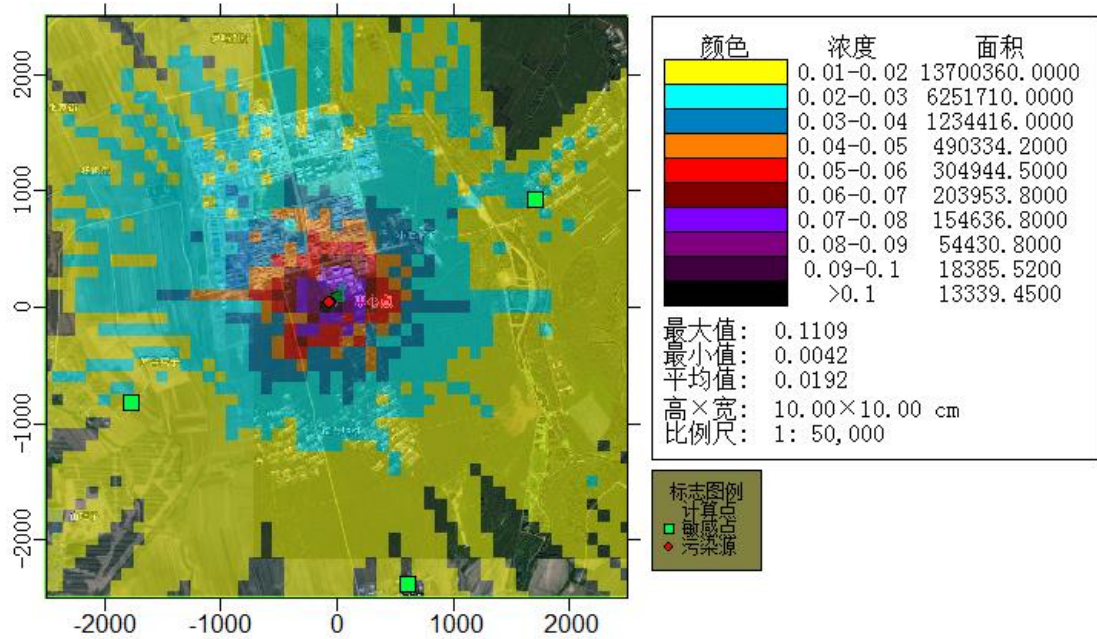 颜色 浓度 面积
0.01-0.02 13700360.0000
0.02-0.03 6251710.0000
0.03-0.04 1234416.0000
0.04-0.05 490334.2000
0.05-0.06 304944.5000
0.06-0.07 203953.8000
0.07-0.08 154636.8000
0.08-0.09 54430.8000
0.09-0.1 18385.5200
>0.1 13339.4500
最大值: 0.1109
最小值: 0.0042
平均值: 0.0192
高×宽: 10.00×10.00 cm
比例尺: 1: 50,000
标志图例
计算点
敏感点
污染源
2000
1000
0
-1000
-2000
-2000 -1000 0 1000 2000